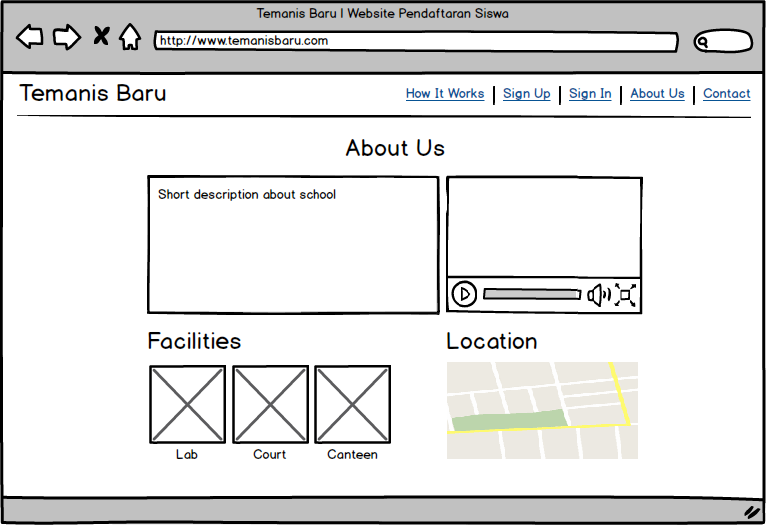 Temanis Baru | Website Pendaftaran Siswa
http://www.temanisbaru.com
Temanis Baru
How It Works | Sign Up | Sign In | About Us | Contact
About Us
Short description about school
Facilities
Location
Lab
Court
Canteen